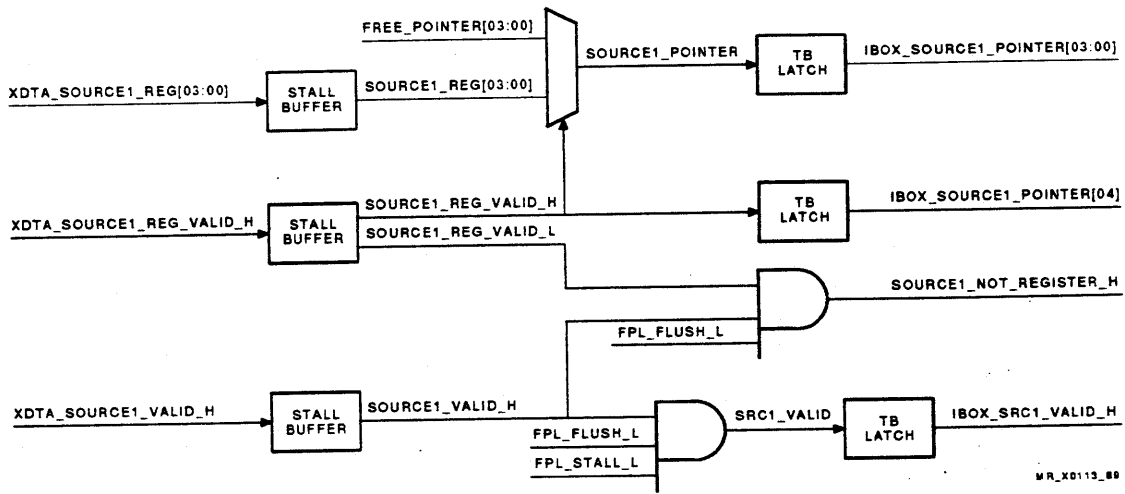 FREE_POINTER[03:00]
SOURCE1_POINTER
TB
LATCH
IBOX_SOURCE1_POINTER[03:00]
XDTA_SOURCE1_REG[03:00]
STALL
BUFFER
SOURCE1_REG[03:00]
XDTA_SOURCE1_REG_VALID_H
STALL
BUFFER
SOURCE1_REG_VALID_H
SOURCE1_REG_VALID_L
TB
LATCH
IBOX_SOURCE1_POINTER[04]
SOURCE1_NOT_REGISTER_H
FPL_FLUSH_L
XDTA_SOURCE1_VALID_H
STALL
BUFFER
SOURCE1_VALID_H
FPL_FLUSH_L
FPL_STALL_L
SRC1_VALID
TB
LATCH
IBOX_SRC1_VALID_H
MR_X0113_89